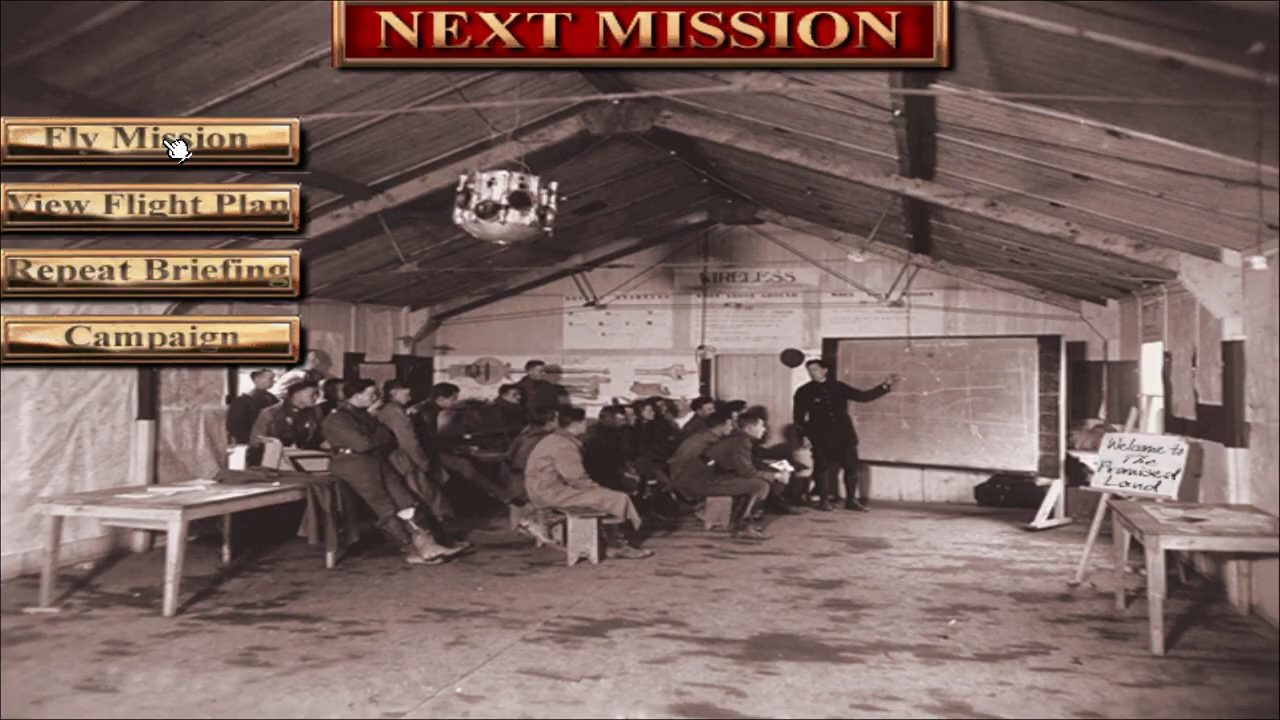 NEXT MISSION
Fly Mission
View Flight Plan
Repeat Briefing
Campaign
WIRELESS
Welcome to
The
Promised
Land